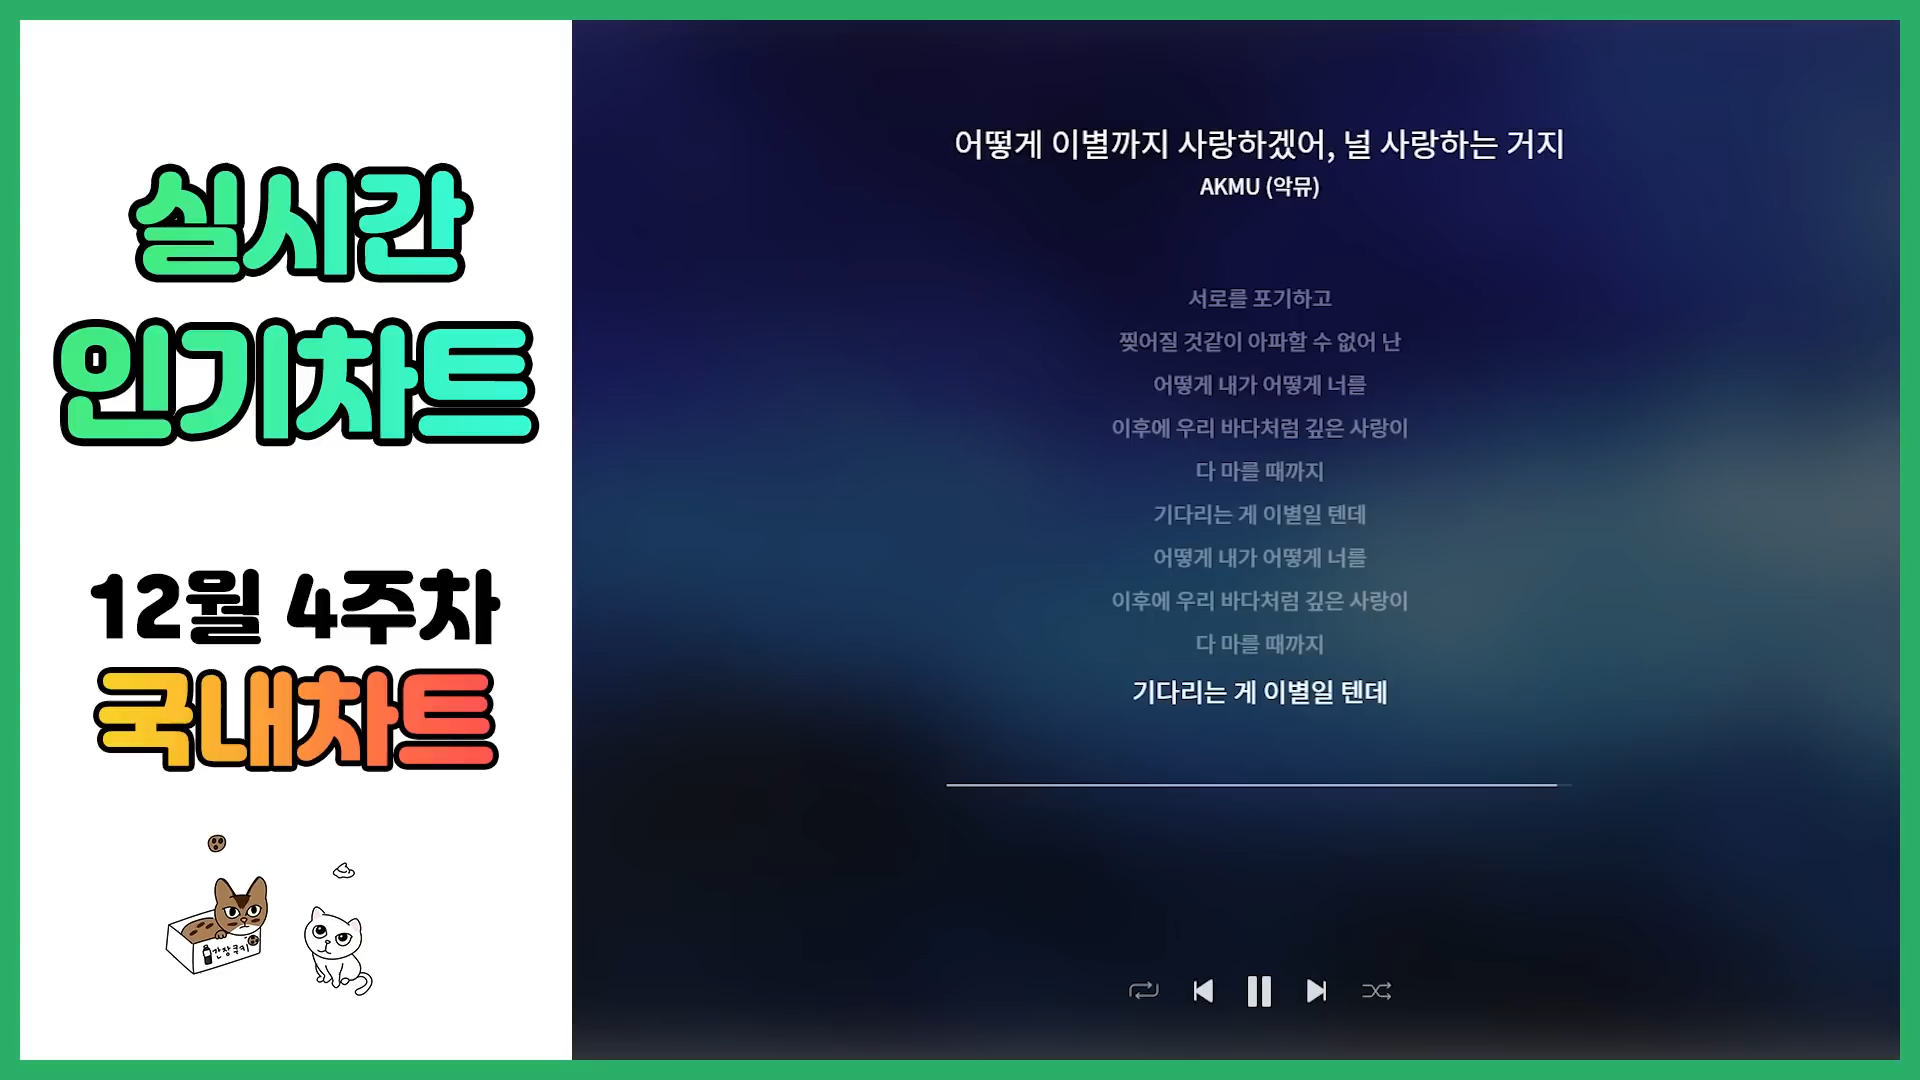 실시간
인기차트
12월 4주차
국내차트
간장쿠키
어떻게 이별까지 사랑하겠어, 널 사랑하는 거지
AKMU (악뮤)
서로를 포기하고
찢어질 것같이 아파할 수 없어 난
어떻게 내가 어떻게 너를
이후에 우리 바다처럼 깊은 사랑이
다 마를 때까지
기다리는 게 이별일 텐데
어떻게 내가 어떻게 너를
이후에 우리 바다처럼 깊은 사랑이
다 마를 때까지
기다리는 게 이별일 텐데